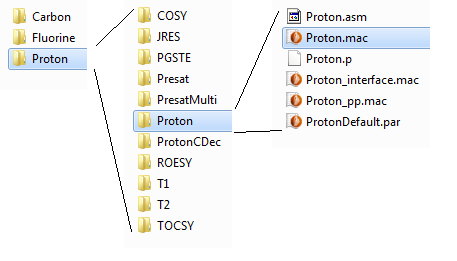 Carbon
Fluorine
Proton
COSY
JRES
PGSTE
Presat
PresatMulti
Proton
ProtonCDec
ROESY
T1
T2
TOCSY
Proton.asm
Proton.mac
Proton.p
Proton_interface.mac
Proton_pp.mac
ProtonDefault.par